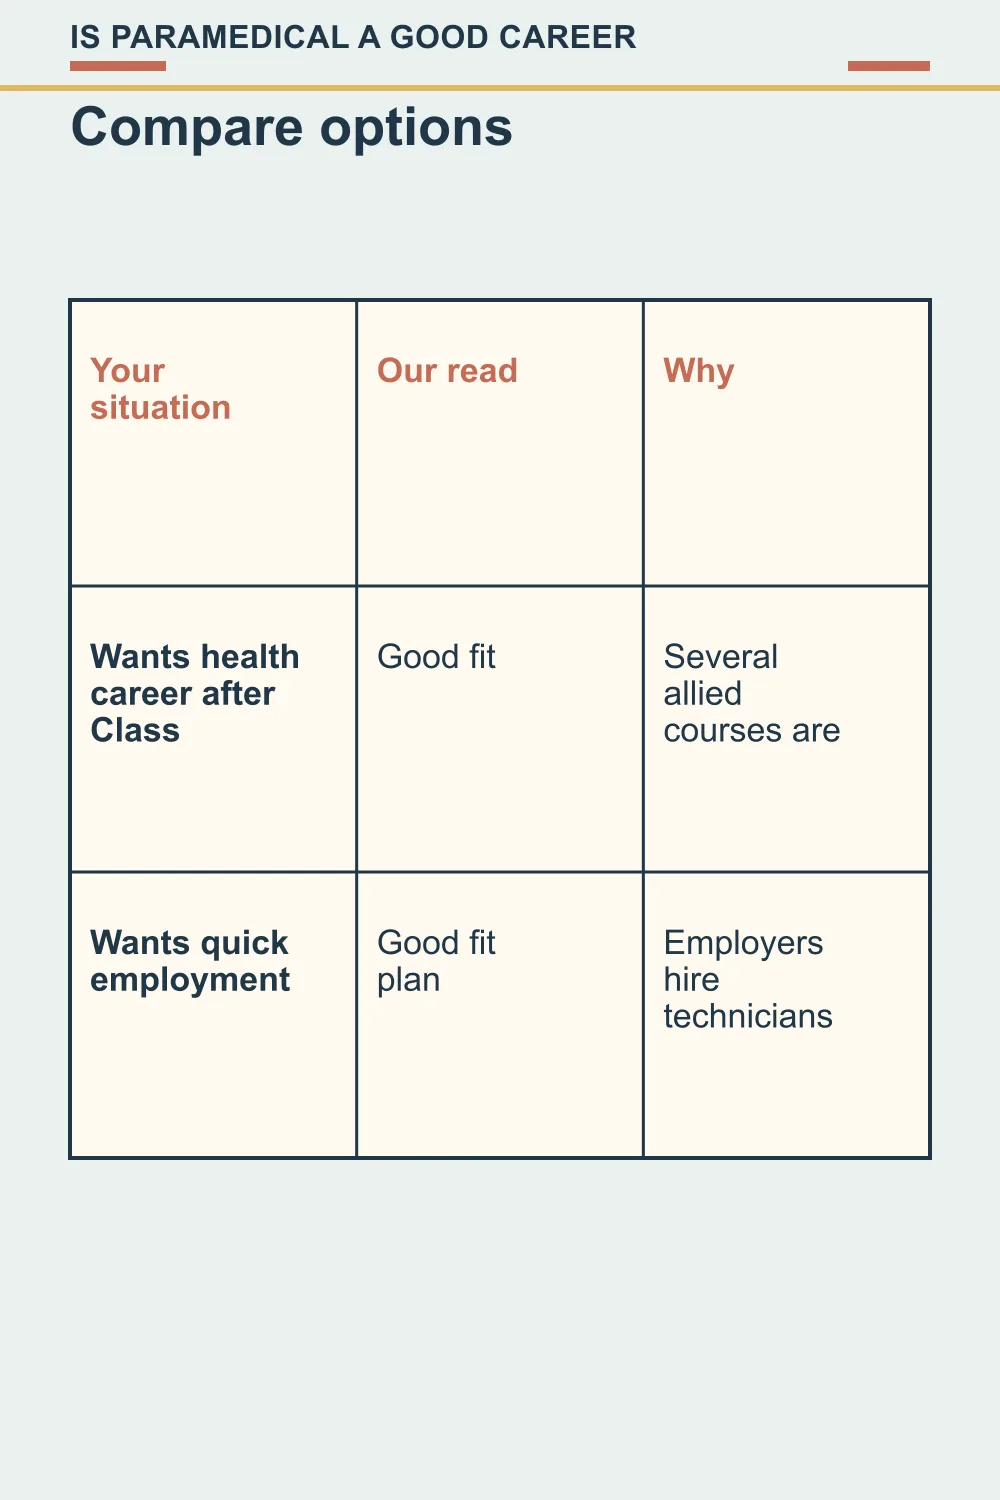 IS PARAMEDICAL A GOOD CAREER
Compare options
Your
situation
Our read
Why
Wants health
career after
Class
Good fit
Several
allied
courses are
Wants quick
employment
Good fit
plan
Employers
hire
technicians